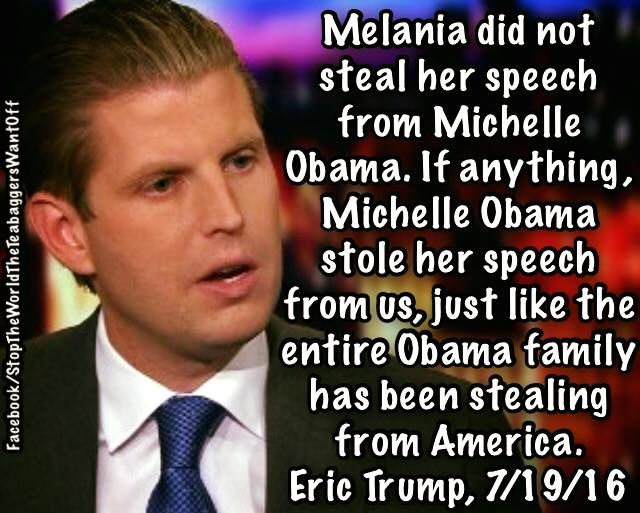 Melania did not
steal her speech
from Michelle
Obama. If anything,
Michelle Obama
stole her speech
from us, just like the
entire Obama family
has been stealing
from America.
Eric Trump, 7/19/16
Facebook/StopTheWorldTheTeabaggersWantOff